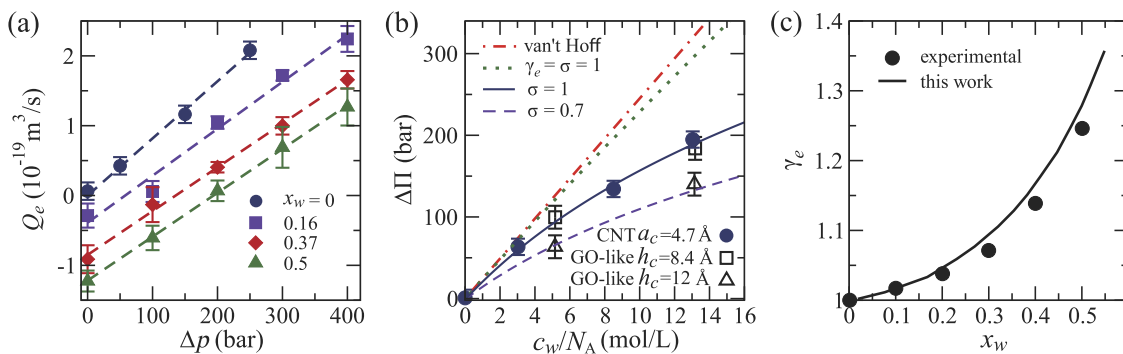 (a)
2
1
0
-1
Qₑ (10⁻¹⁹ m³/s)
x_w = 0
0.16
0.37
0.5
0 100 200 300 400
Δp (bar)
(b)
300
200
100
0
ΔΠ (bar)
van't Hoff
γₑ = σ = 1
σ = 1
σ = 0.7
CNT a_c=4.7 Å
GO-like h_c=8.4 Å
GO-like h_c=12 Å
0 2 4 6 8 10 12 14 16
c_w/N_A (mol/L)
(c)
1.4
1.3
1.2
1.1
1
γₑ
experimental
this work
0 0.1 0.2 0.3 0.4 0.5
x_w